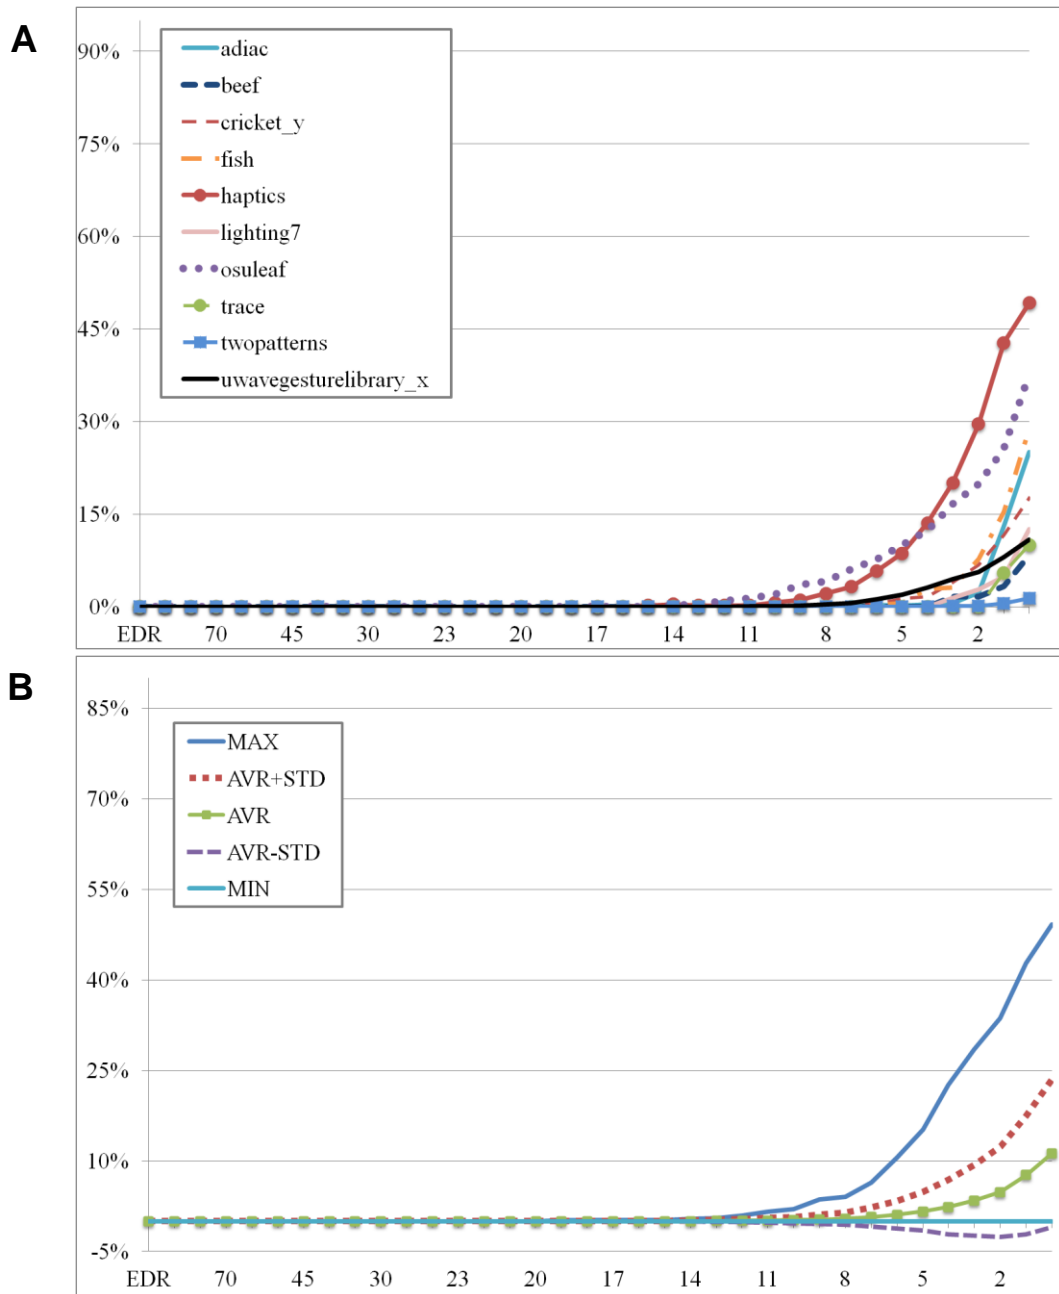 A
90%
75%
60%
45%
30%
15%
0%
adiac
beef
cricket_y
fish
haptics
lighting7
osuleaf
trace
twopatterns
uwavegesturelibrary_x
EDR 70 45 30 23 20 17 14 11 8 5 2
B
85%
70%
55%
40%
25%
10%
-5%
MAX
AVR+STD
AVR
AVR-STD
MIN
EDR 70 45 30 23 20 17 14 11 8 5 2